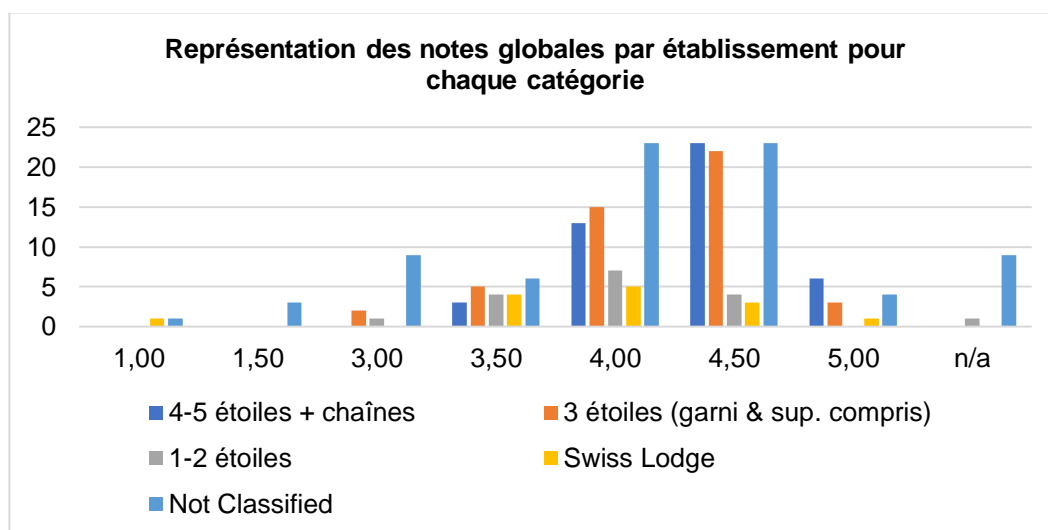 Représentation des notes globales par établissement pour
chaque catégorie
25
20
15
10
5
0
1,00 1,50 3,00 3,50 4,00 4,50 5,00 n/a
4-5 étoiles + chaînes 3 étoiles (garni & sup. compris)
1-2 étoiles Swiss Lodge
Not Classified